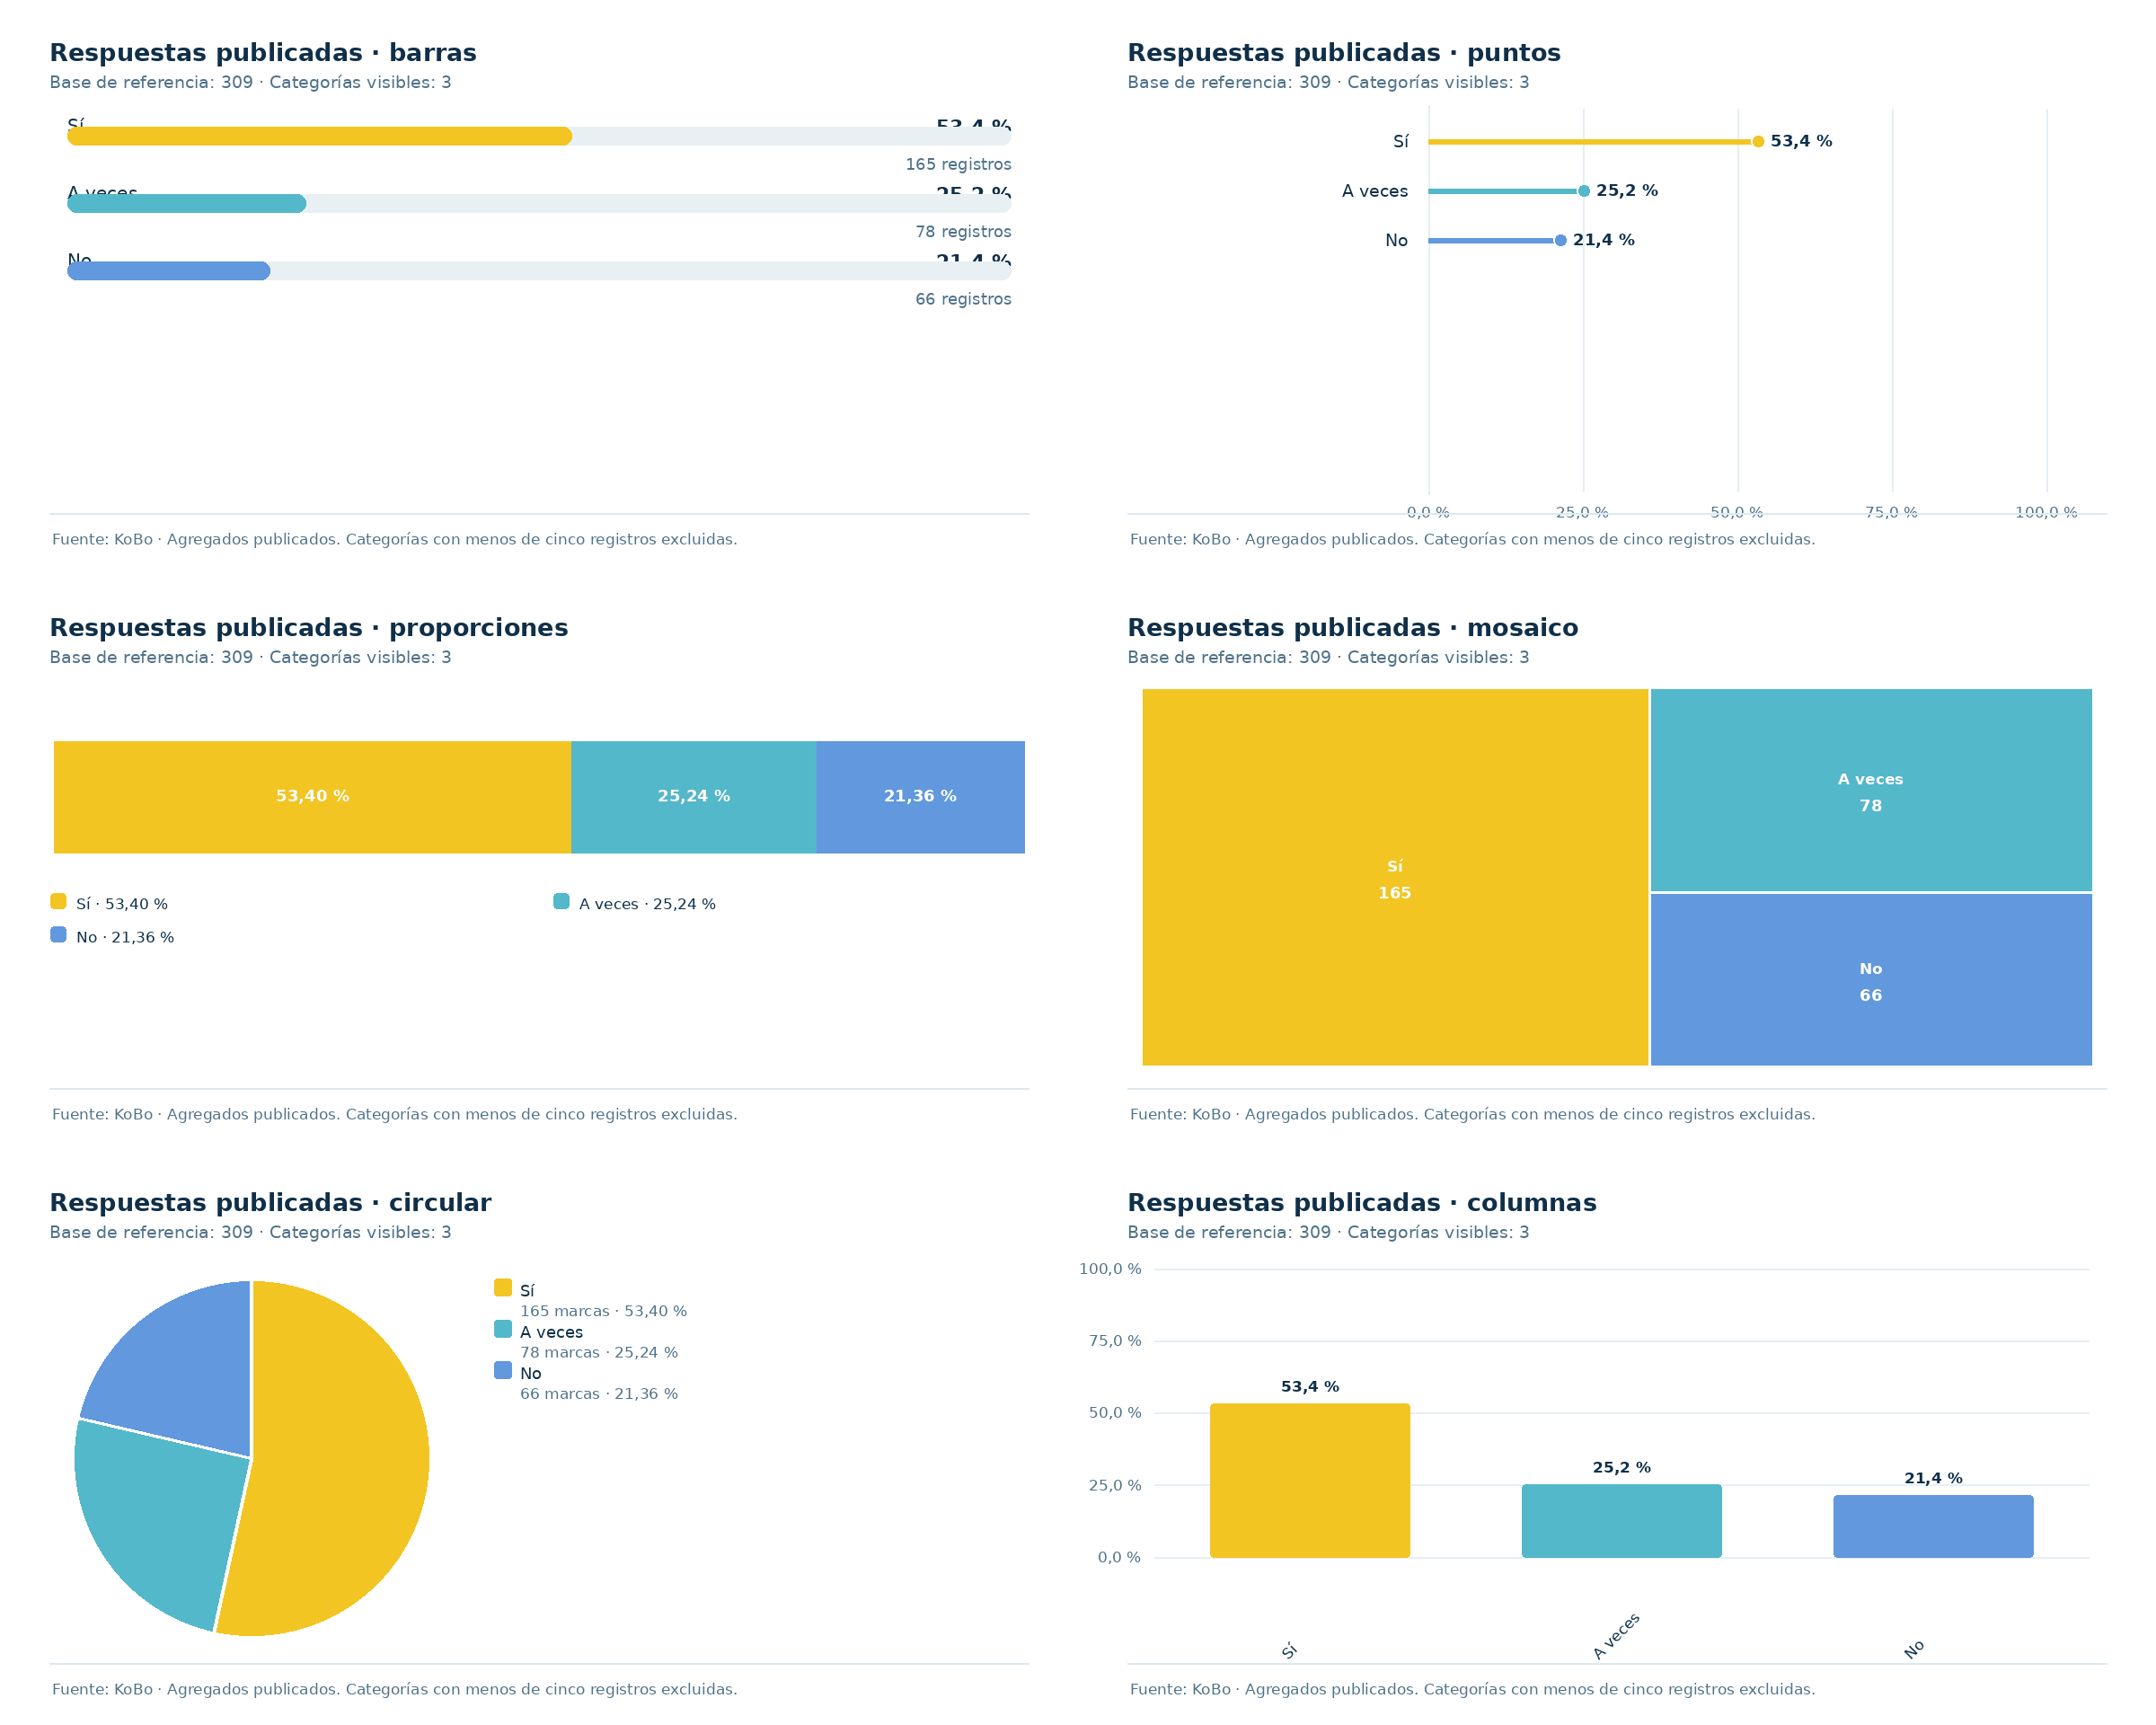 Respuestas publicadas · barras
Base de referencia: 309 · Categorías visibles: 3
Sí
53,4 %
165 registros
A veces
25,2 %
78 registros
No
21,4 %
66 registros
Fuente: KoBo · Agregados publicados. Categorías con menos de cinco registros excluidas.
Respuestas publicadas · puntos
Base de referencia: 309 · Categorías visibles: 3
Sí
53,4 %
A veces
25,2 %
No
21,4 %
0,0 %
25,0 %
50,0 %
75,0 %
100,0 %
Fuente: KoBo · Agregados publicados. Categorías con menos de cinco registros excluidas.
Respuestas publicadas · proporciones
Base de referencia: 309 · Categorías visibles: 3
53,40 %
25,24 %
21,36 %
Sí · 53,40 %
A veces · 25,24 %
No · 21,36 %
Fuente: KoBo · Agregados publicados. Categorías con menos de cinco registros excluidas.
Respuestas publicadas · mosaico
Base de referencia: 309 · Categorías visibles: 3
Sí
165
A veces
78
No
66
Fuente: KoBo · Agregados publicados. Categorías con menos de cinco registros excluidas.
Respuestas publicadas · circular
Base de referencia: 309 · Categorías visibles: 3
Sí
165 marcas · 53,40 %
A veces
78 marcas · 25,24 %
No
66 marcas · 21,36 %
Fuente: KoBo · Agregados publicados. Categorías con menos de cinco registros excluidas.
Respuestas publicadas · columnas
Base de referencia: 309 · Categorías visibles: 3
100,0 %
75,0 %
50,0 %
25,0 %
0,0 %
53,4 %
25,2 %
21,4 %
Sí
A veces
No
Fuente: KoBo · Agregados publicados. Categorías con menos de cinco registros excluidas.